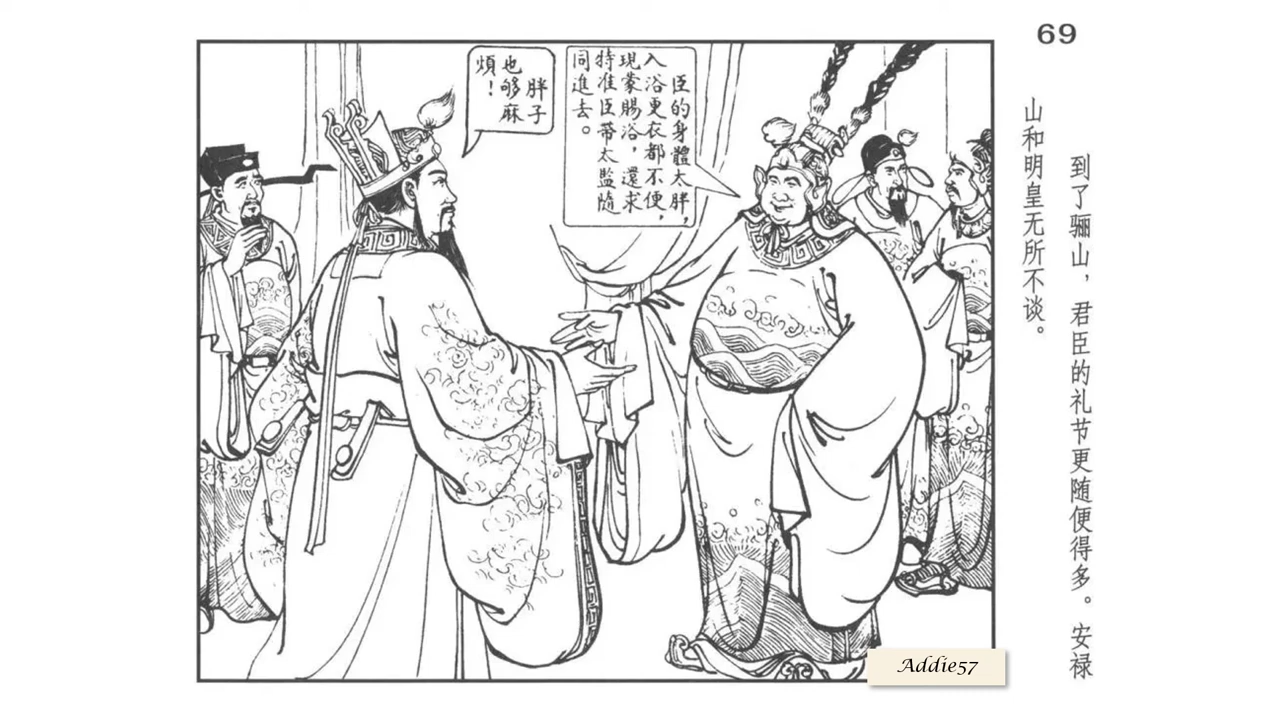 69
到了骊山，君臣的礼节更随便得多。安禄
山和明皇无所不谈。
臣的身體太胖，
入浴更衣都不便，
現蒙賜浴，還求
特准臣帶太監隨
同進去。
胖子
也够麻
煩！
Addie57